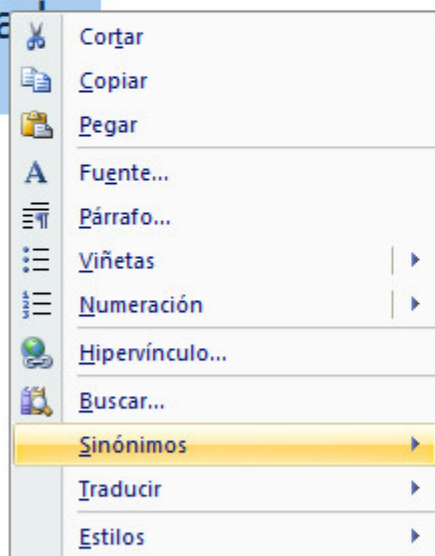 Cortar
Copiar
Pegar
Fuente...
Párrafo...
Viñetas
Numeración
Hipervínculo...
Buscar...
Sinónimos
Traducir
Estilos